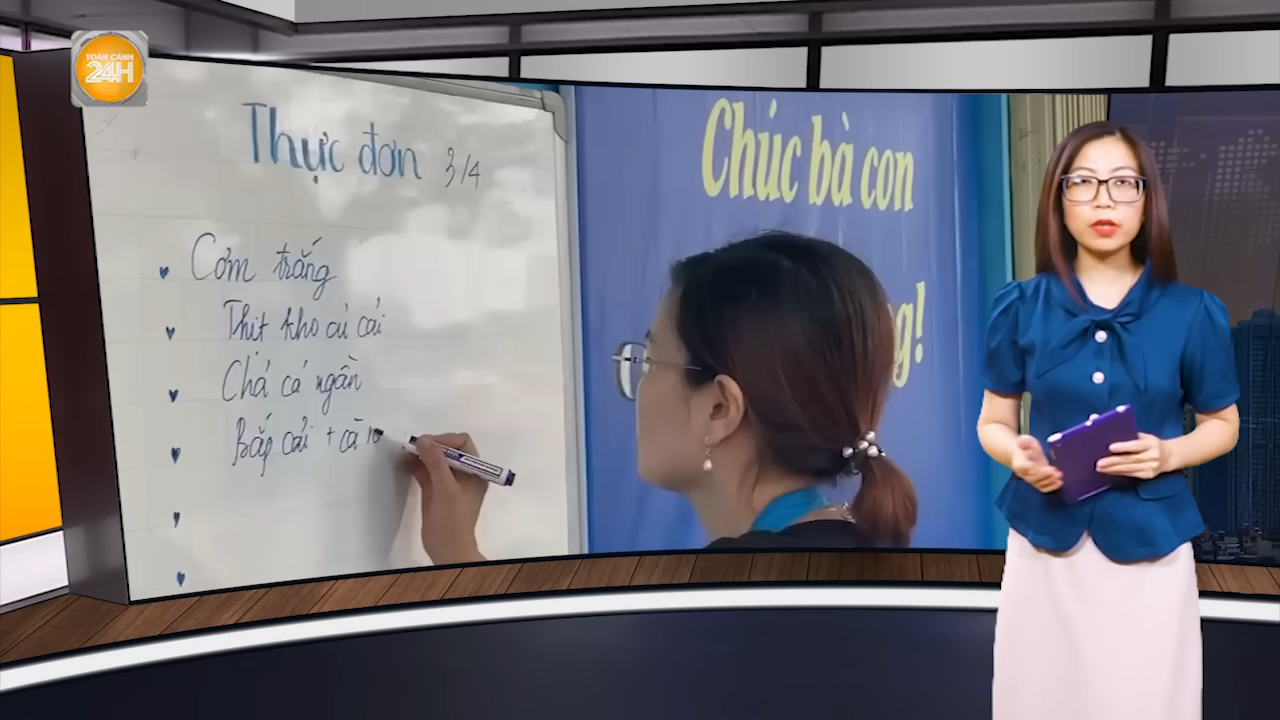 TOÀN CẢNH
24H
Thực đơn 3/4
Cơm trắng
Thịt kho củ cải
Chả cá ngần
Bắp cải + cà
Chúc bà con
g!